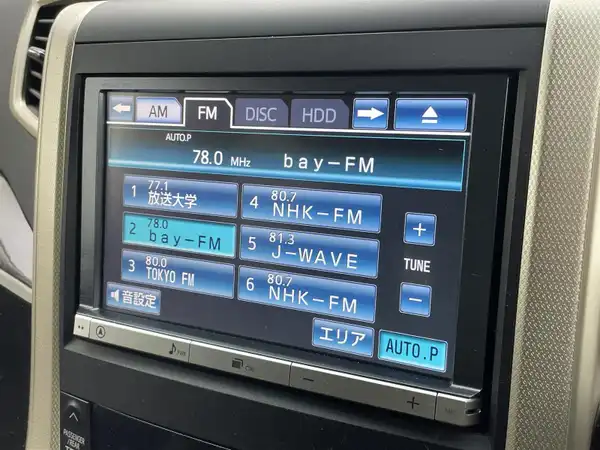 AM FM DISC HDD
AUTO.P
78.0 MHz bay-FM
1 77.1 放送大学
4 80.7 NHK-FM
2 78.0 bay-FM
5 81.3 J-WAVE
3 80.0 TOKYO FM
6 80.7 NHK-FM
+
TUNE
-
音設定
エリア
AUTO.P
PASSENGER